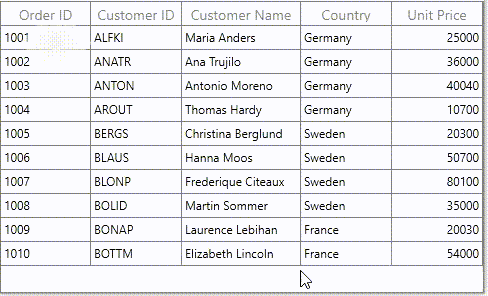 Order ID Customer ID Customer Name Country Unit Price
1001 ALFKI Maria Anders Germany 25000
1002 ANATR Ana Trujilo Germany 36000
1003 ANTON Antonio Moreno Germany 40040
1004 AROUT Thomas Hardy Germany 10700
1005 BERGS Christina Berglund Sweden 20300
1006 BLAUS Hanna Moos Sweden 50700
1007 BLONP Frederique Citeaux Sweden 80100
1008 BOLID Martin Sommer Sweden 35000
1009 BONAP Laurence Lebihan France 20030
1010 BOTTM Elizabeth Lincoln France 54000